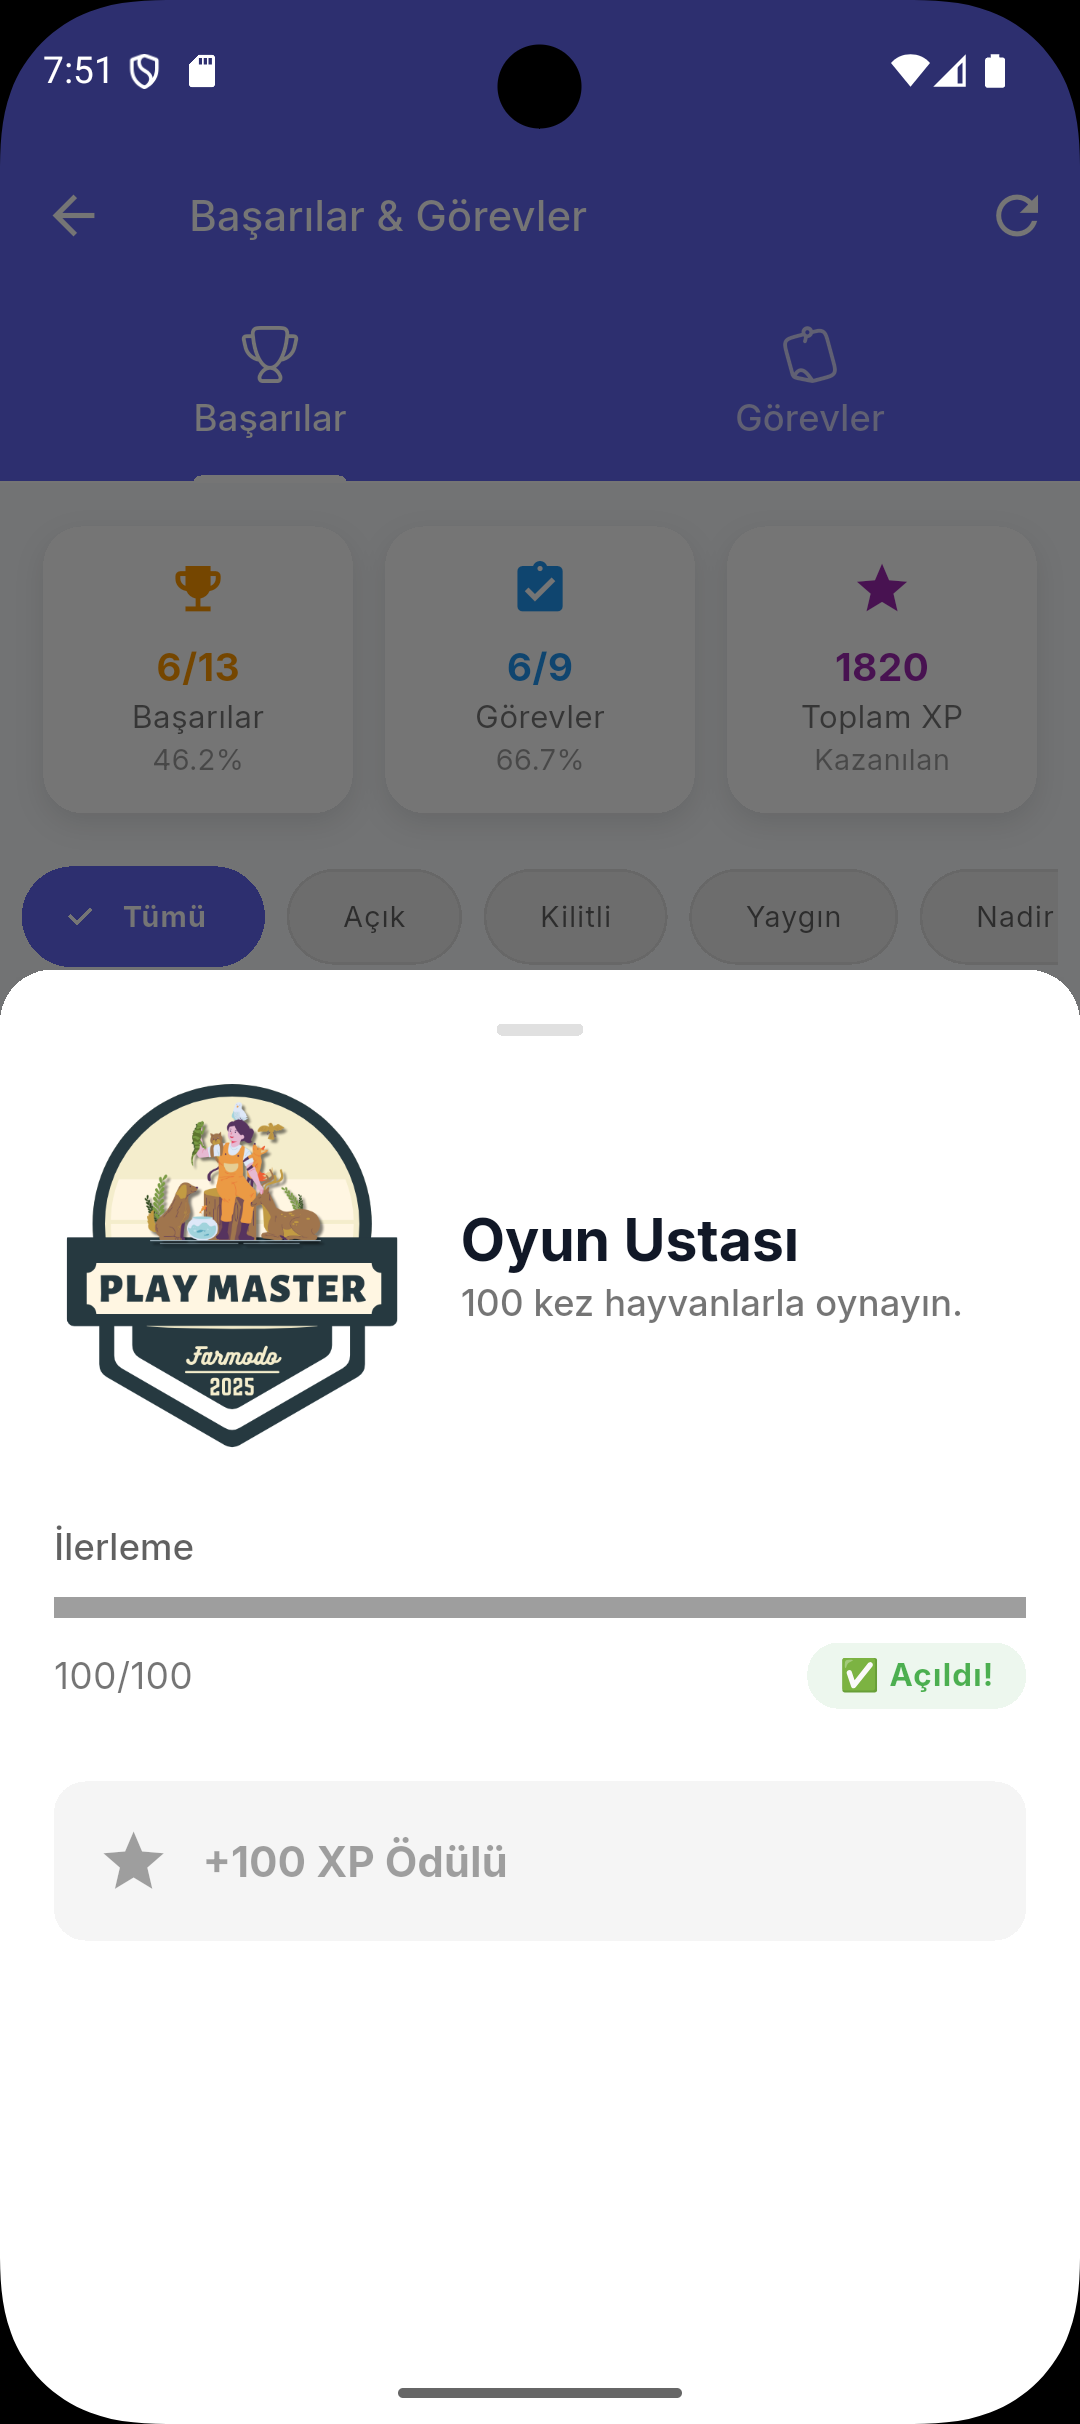 7:51
Başarılar & Görevler
Başarılar
Görevler
6/13
Başarılar
46.2%
6/9
Görevler
66.7%
1820
Toplam XP
Kazanılan
Tümü
Açık
Kilitli
Yaygın
Nadir
PLAY MASTER
Farmodo
2025
Oyun Ustası
100 kez hayvanlarla oynayın.
İlerleme
100/100
✅ Açıldı!
+100 XP Ödülü